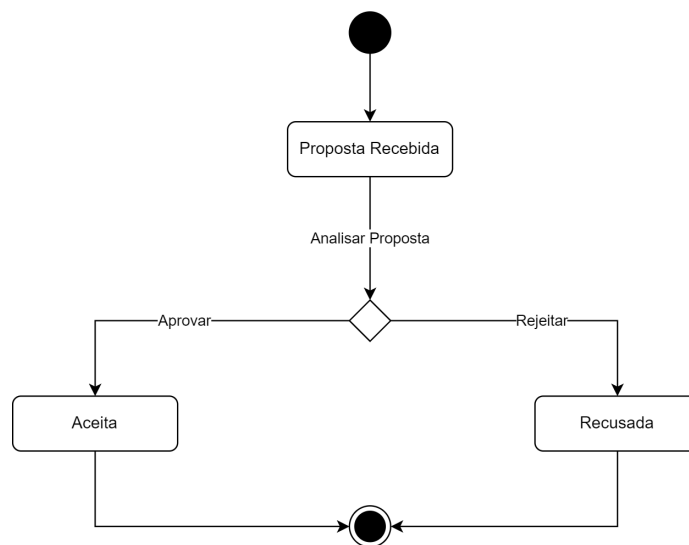 Proposta Recebida
Analisar Proposta
Aprovar
Rejeitar
Aceita
Recusada